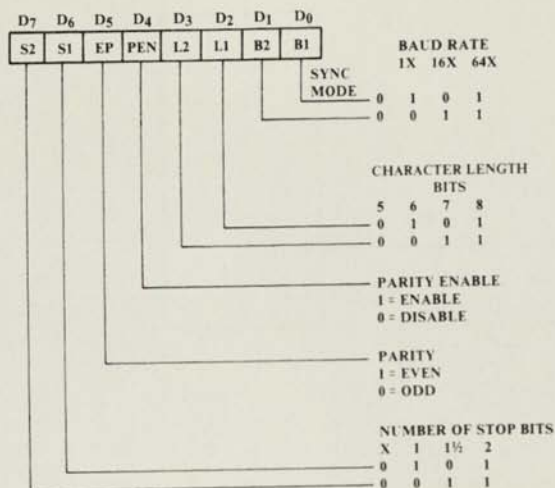 D7 D6 D5 D4 D3 D2 D1 D0
S2 S1 EP PEN L2 L1 B2 B1
BAUD RATE
1X 16X 64X
SYNC
MODE
0 1 0 1
0 0 1 1
CHARACTER LENGTH
BITS
5 6 7 8
0 1 0 1
0 0 1 1
PARITY ENABLE
1 = ENABLE
0 = DISABLE
PARITY
1 = EVEN
0 = ODD
NUMBER OF STOP BITS
X 1 1½ 2
0 1 0 1
0 0 1 1